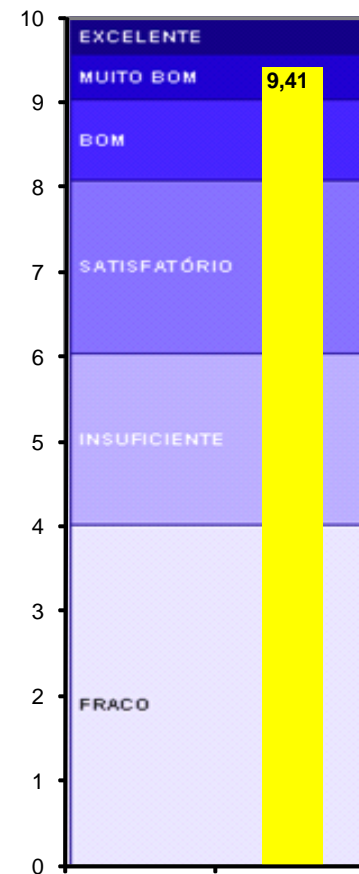 10
EXCELENTE
MUITO BOM
9,41
9
BOM
8
7
SATISFATÓRIO
6
5
INSUFICIENTE
4
3
2
FRACO
1
0